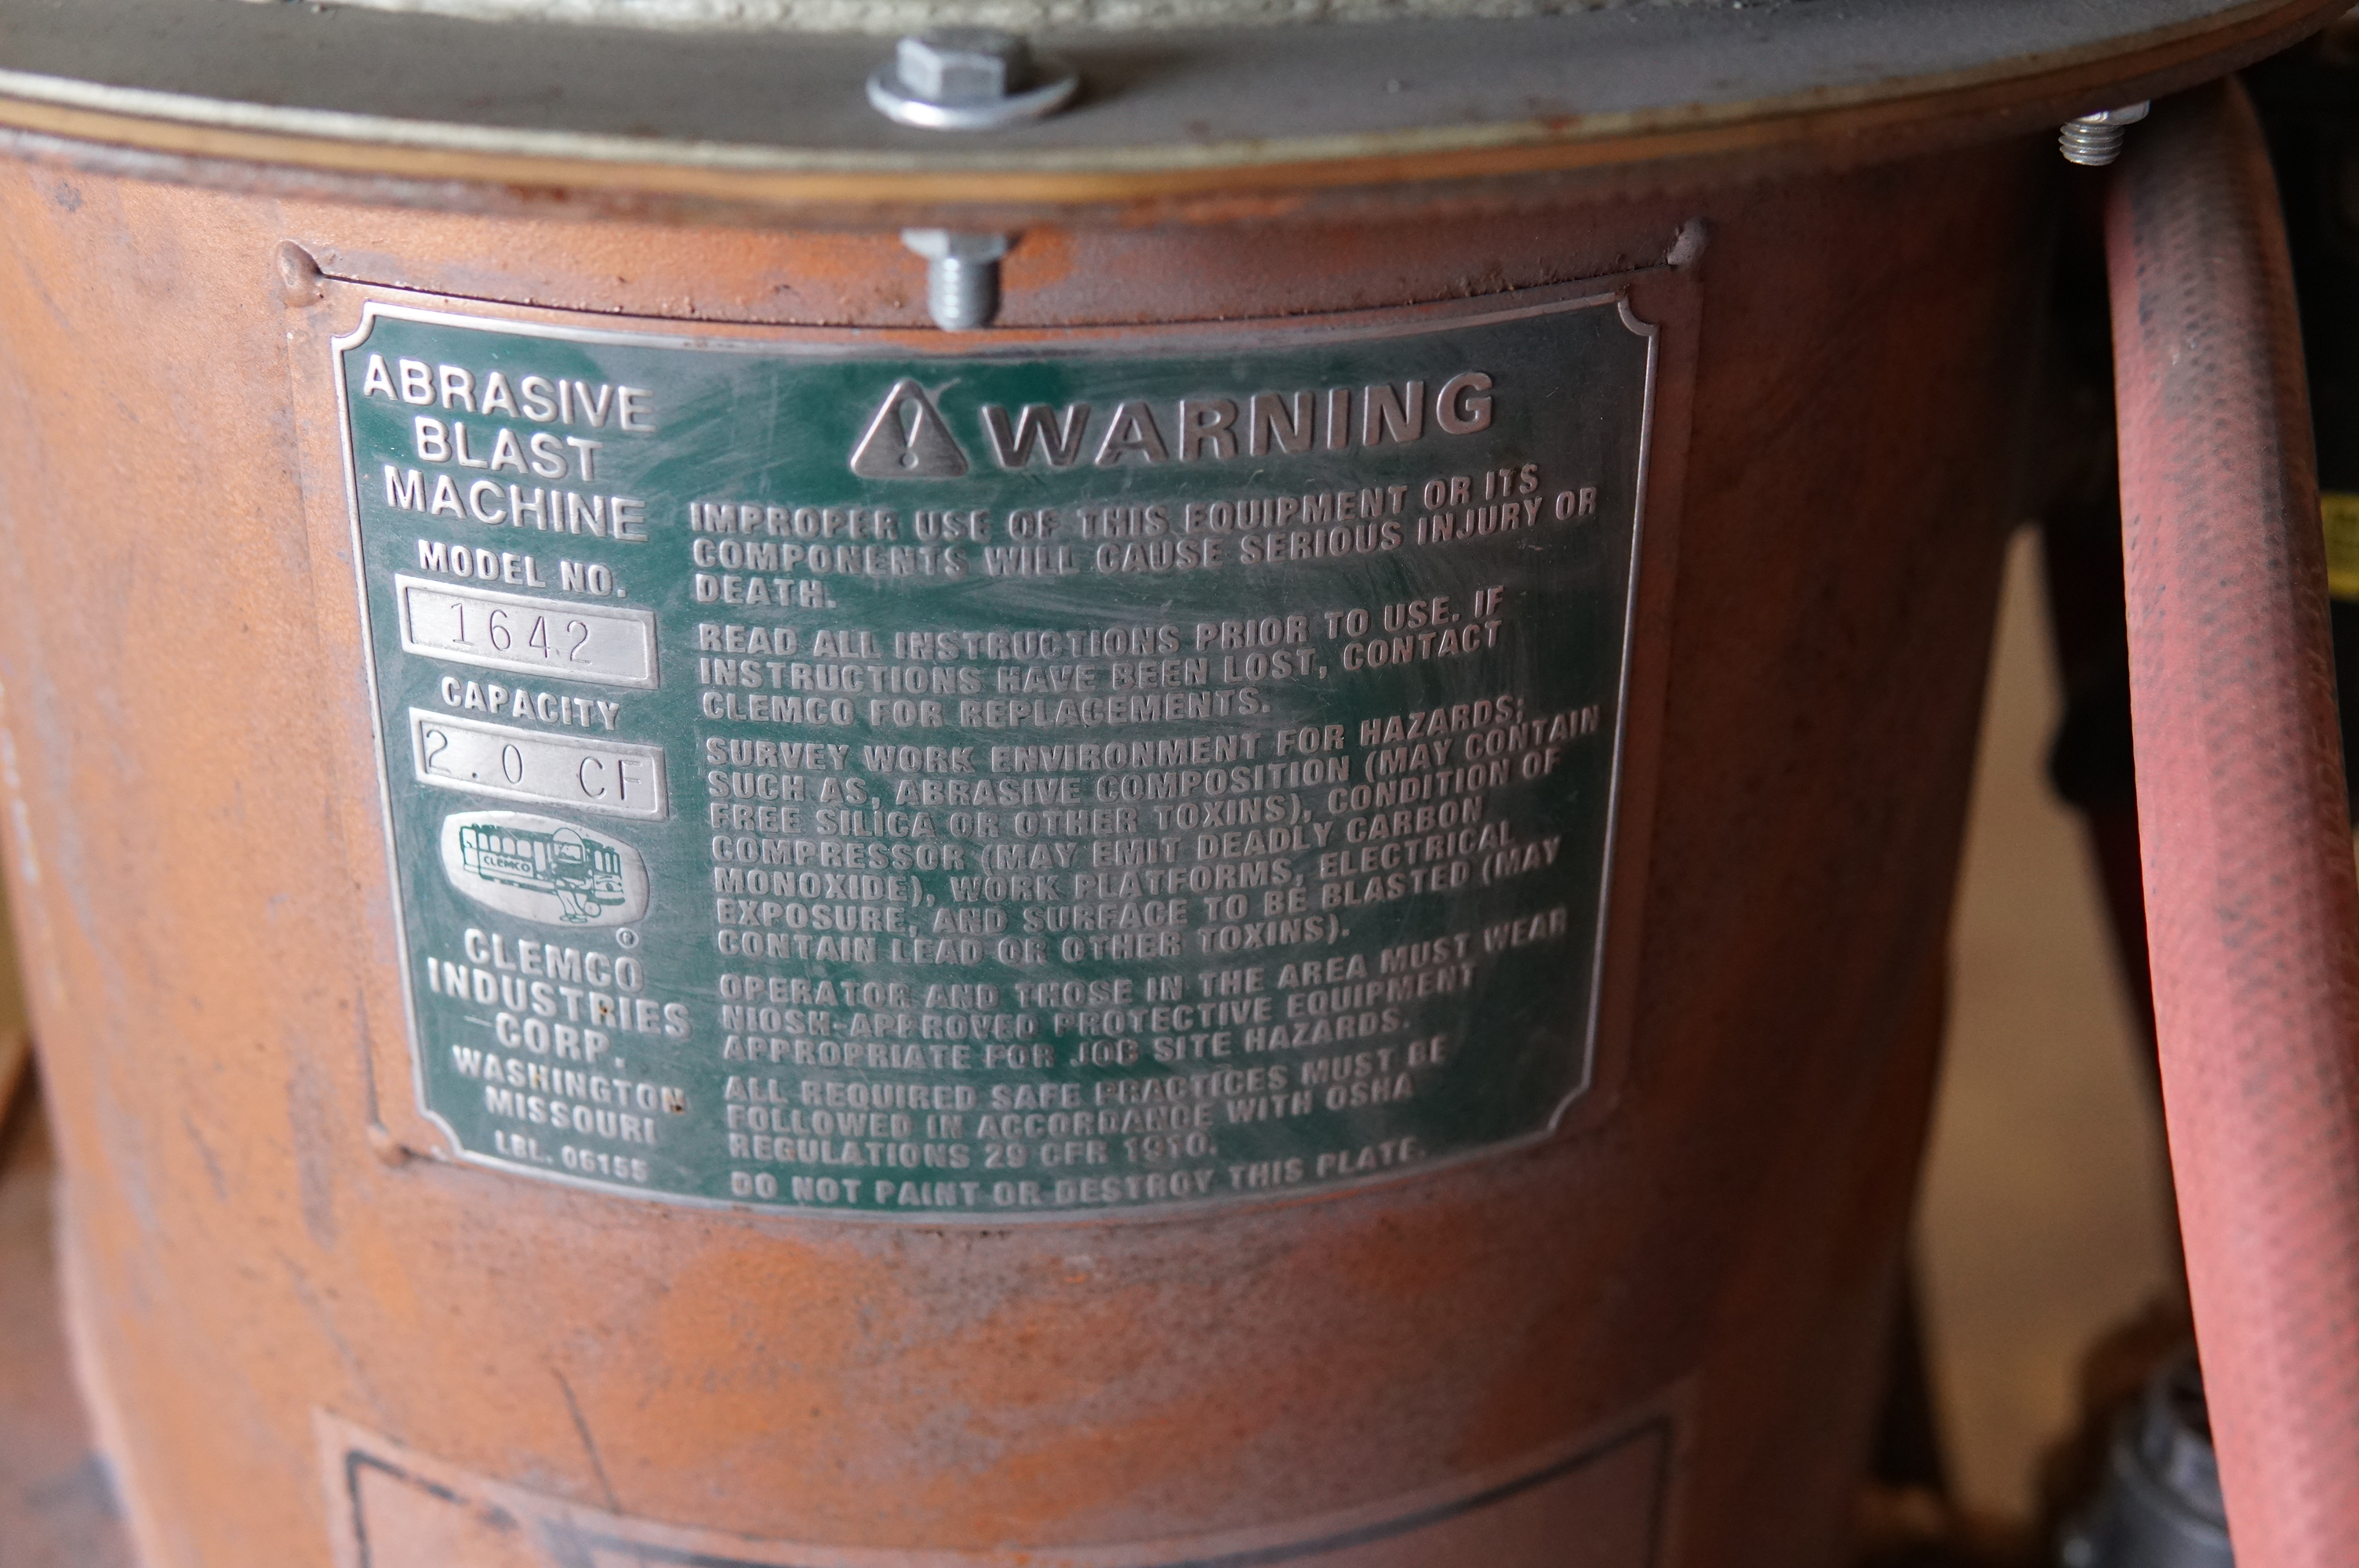 ABRASIVE
BLAST
MACHINE
MODEL NO.
1642
CAPACITY
2.0 CF
CLEMCO
®
CLEMCO
INDUSTRIES
CORP.
WASHINGTON
MISSOURI
LBL. 06155
WARNING
IMPROPER USE OF THIS EQUIPMENT OR ITS
COMPONENTS WILL CAUSE SERIOUS INJURY OR
DEATH.
READ ALL INSTRUCTIONS PRIOR TO USE. IF
INSTRUCTIONS HAVE BEEN LOST, CONTACT
CLEMCO FOR REPLACEMENTS.
SURVEY WORK ENVIRONMENT FOR HAZARDS;
SUCH AS, ABRASIVE COMPOSITION (MAY CONTAIN
FREE SILICA OR OTHER TOXINS), CONDITION OF
COMPRESSOR (MAY EMIT DEADLY CARBON
MONOXIDE), WORK PLATFORMS, ELECTRICAL
EXPOSURE, AND SURFACE TO BE BLASTED (MAY
CONTAIN LEAD OR OTHER TOXINS).
OPERATOR AND THOSE IN THE AREA MUST WEAR
NIOSH-APPROVED PROTECTIVE EQUIPMENT
APPROPRIATE FOR JOB SITE HAZARDS.
ALL REQUIRED SAFE PRACTICES MUST BE
FOLLOWED IN ACCORDANCE WITH OSHA
REGULATIONS 29 CFR 1910.
DO NOT PAINT OR DESTROY THIS PLATE.